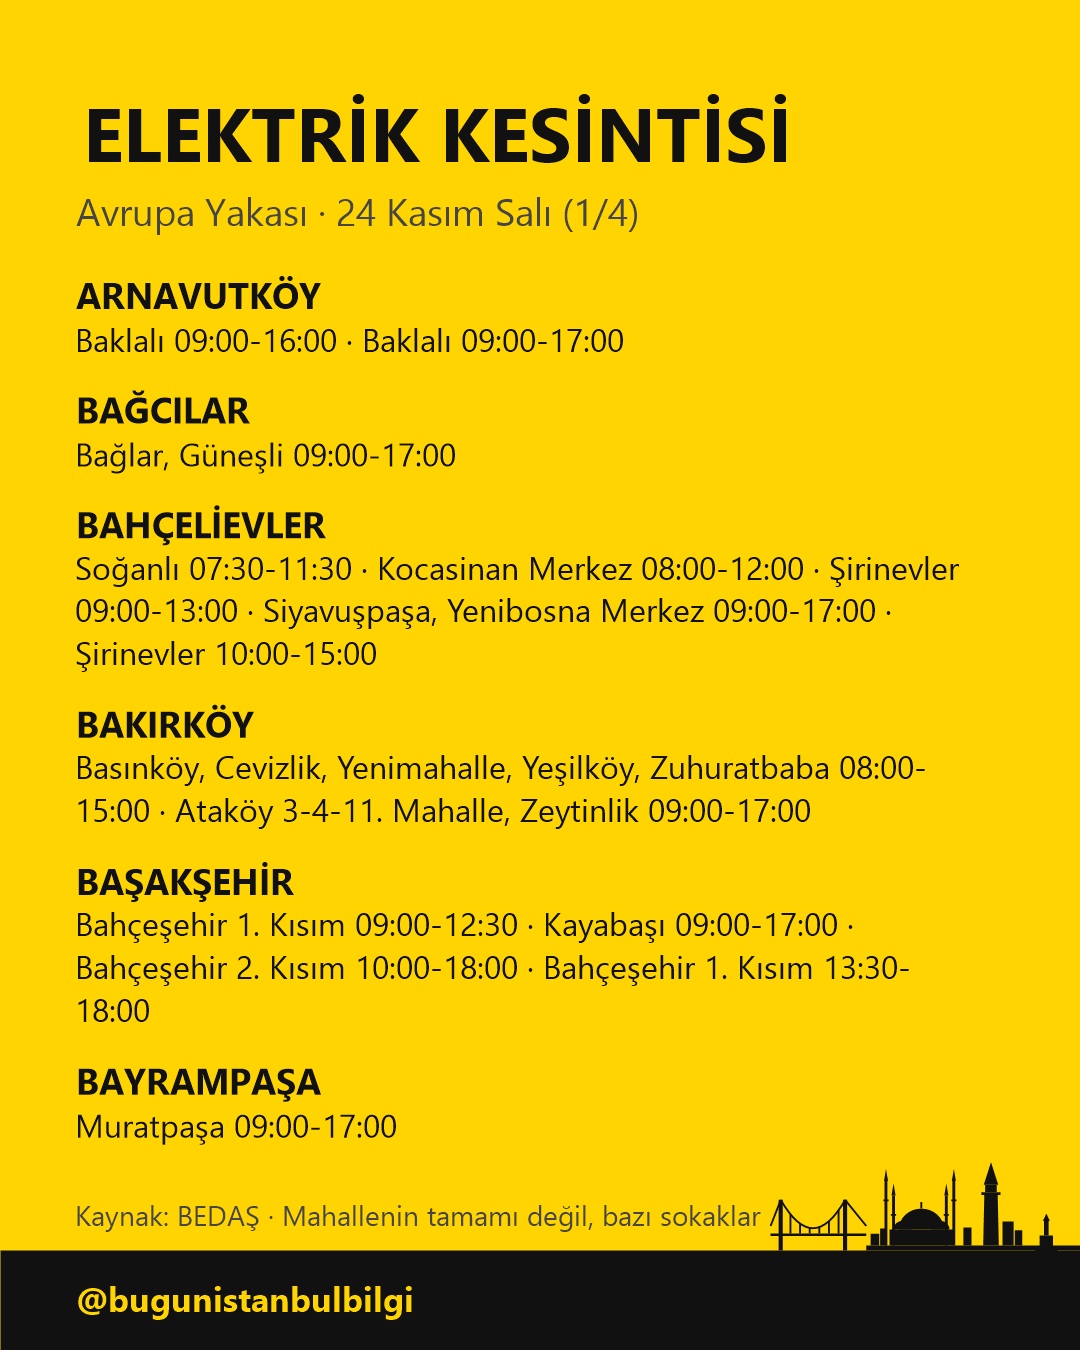 ELEKTRİK KESİNTİSİ
Avrupa Yakası · 24 Kasım Salı (1/4)
ARNAVUTKÖY
Baklalı 09:00-16:00 · Baklalı 09:00-17:00
BAĞCILAR
Bağlar, Güneşli 09:00-17:00
BAHÇELİEVLER
Soğanlı 07:30-11:30 · Kocasinan Merkez 08:00-12:00 · Şirinevler
09:00-13:00 · Siyavuşpaşa, Yenibosna Merkez 09:00-17:00 ·
Şirinevler 10:00-15:00
BAKIRKÖY
Basınköy, Cevizlik, Yenimahalle, Yeşilköy, Zuhuratbaba 08:00-
15:00 · Ataköy 3-4-11. Mahalle, Zeytinlik 09:00-17:00
BAŞAKŞEHİR
Bahçeşehir 1. Kısım 09:00-12:30 · Kayabaşı 09:00-17:00 ·
Bahçeşehir 2. Kısım 10:00-18:00 · Bahçeşehir 1. Kısım 13:30-
18:00
BAYRAMPAŞA
Muratpaşa 09:00-17:00
Kaynak: BEDAŞ · Mahallenin tamamı değil, bazı sokaklar
@bugunistanbulbilgi